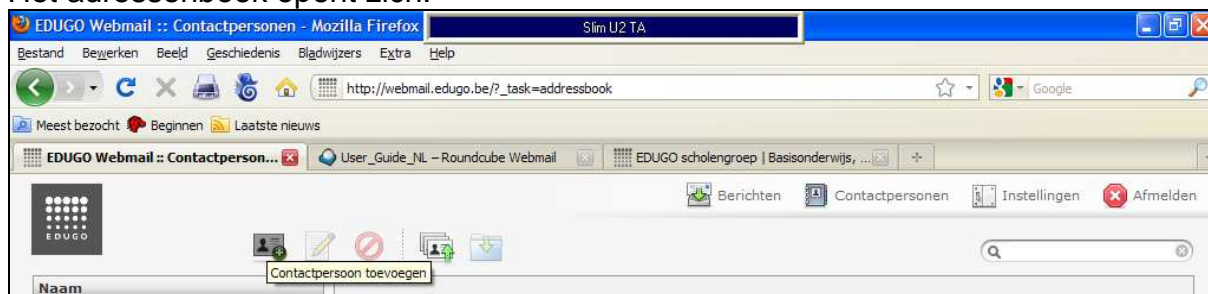 Het adressenboek opent zich.
EDUGO Webmail :: Contactpersonen - Mozilla Firefox
Slim U2 TA
Bestand Bewerken Beeld Geschiedenis Bladwijzers Extra Help
http://webmail.edugo.be/?_task=addressbook
Google
Meest bezocht Beginnen Laatste nieuws
EDUGO Webmail :: Contactperson... User_Guide_NL – Roundcube Webmail EDUGO scholengroep | Basisonderwijs, ...
Berichten Contactpersonen Instellingen Afmelden
EDUGO
Contactpersoon toevoegen
Naam